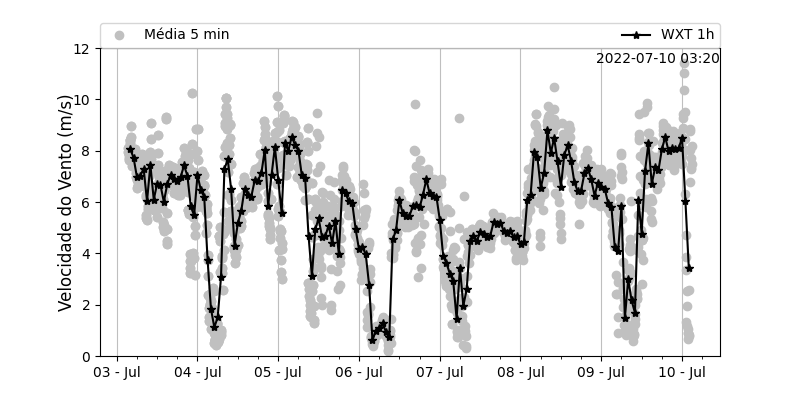 Média 5 min
WXT 1h
2022-07-10 03:20
Velocidade do Vento (m/s)
12
10
8
6
4
2
0
03 - Jul
04 - Jul
05 - Jul
06 - Jul
07 - Jul
08 - Jul
09 - Jul
10 - Jul